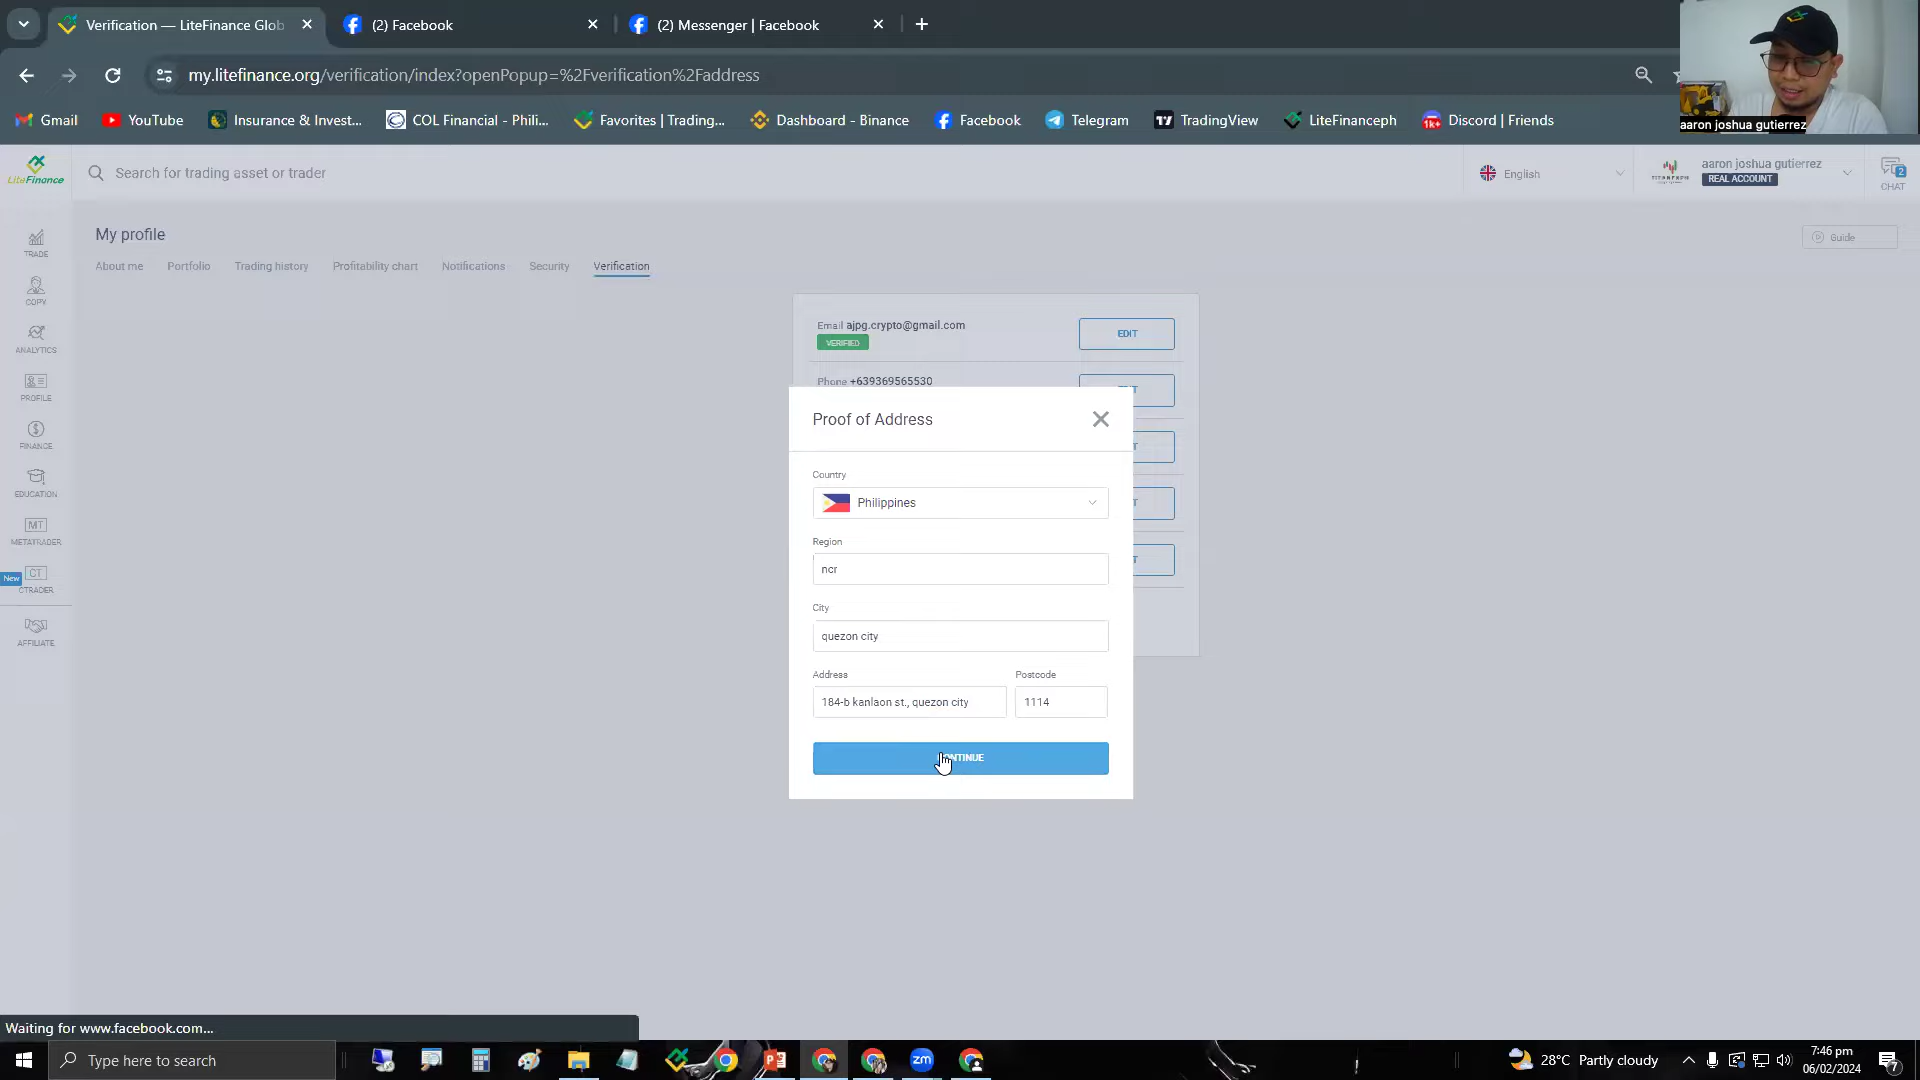 Verification — LiteFinance Glob
(2) Facebook
(2) Messenger | Facebook
my.litefinance.org/verification/index?openPopup=%2Fverification%2Faddress
Gmail
YouTube
Insurance & Invest...
COL Financial - Phili...
Favorites | Trading...
Dashboard - Binance
Facebook
Telegram
TradingView
LiteFinanceph
Discord | Friends
aaron joshua gutierrez
LiteFinance
Search for trading asset or trader
English
aaron joshua gutierrez
REAL ACCOUNT
2
CHAT
My profile
Guide
About me
Portfolio
Trading history
Profitability chart
Notifications
Security
Verification
TRADE
COPY
ANALYTICS
PROFILE
FINANCE
EDUCATION
MT
METATRADER
New
CT
CTRADER
AFFILIATE
Email ajpg.crypto@gmail.com
VERIFIED
EDIT
Phone +639369565530
Proof of Address
Country
Philippines
Region
ncr
City
quezon city
Address
Postcode
184-b kanlaon st., quezon city
1114
CONTINUE
Waiting for www.facebook.com...
Type here to search
28°C Partly cloudy
7:46 pm
06/02/2024
7